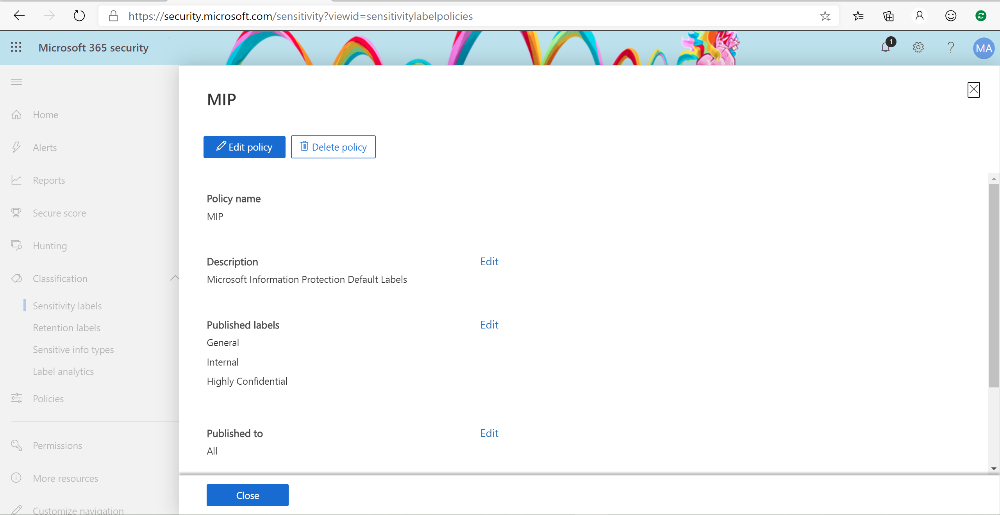 https://security.microsoft.com/sensitivity?viewid=sensitivitylabelpolicies
Microsoft 365 security
1
MA
Home
Alerts
Reports
Secure score
Hunting
Classification
Sensitivity labels
Retention labels
Sensitive info types
Label analytics
Policies
Permissions
More resources
Customize navigation
MIP
Edit policy
Delete policy
Policy name
MIP
Description
Edit
Microsoft Information Protection Default Labels
Published labels
Edit
General
Internal
Highly Confidential
Published to
Edit
All
Close